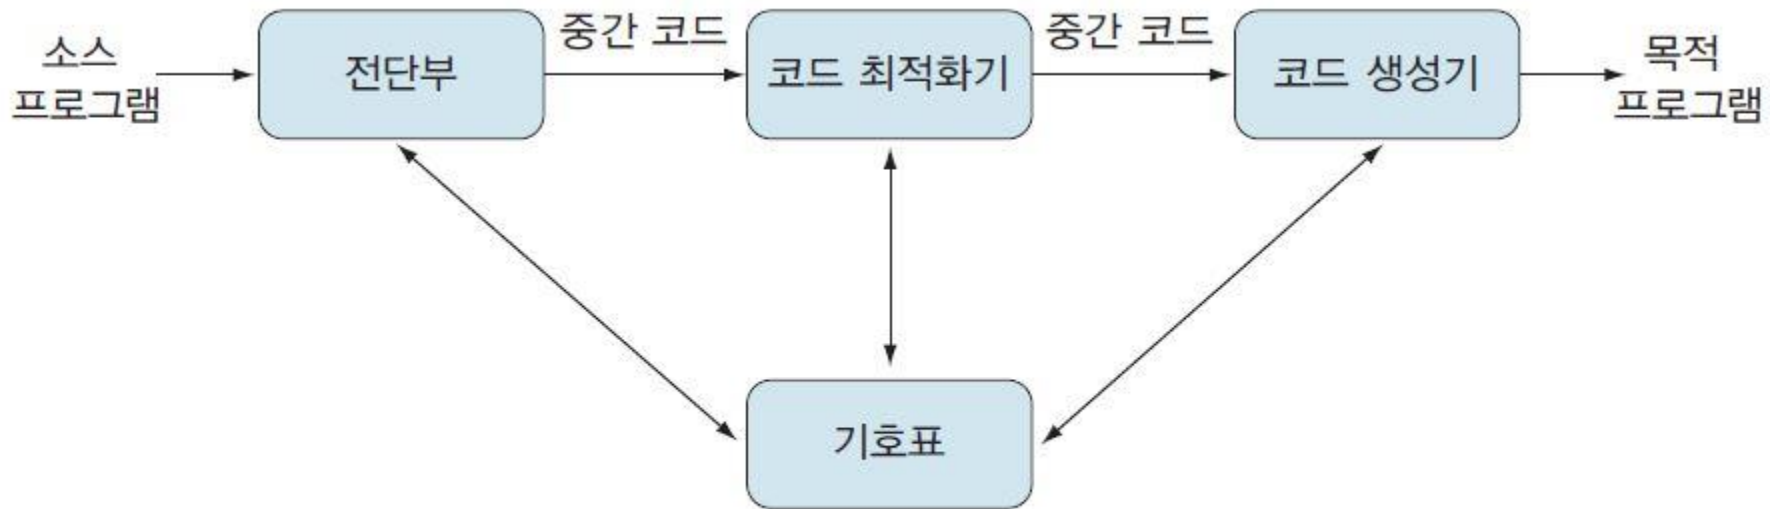 소스
프로그램
전단부
중간 코드
코드 최적화기
중간 코드
코드 생성기
목적
프로그램
기호표